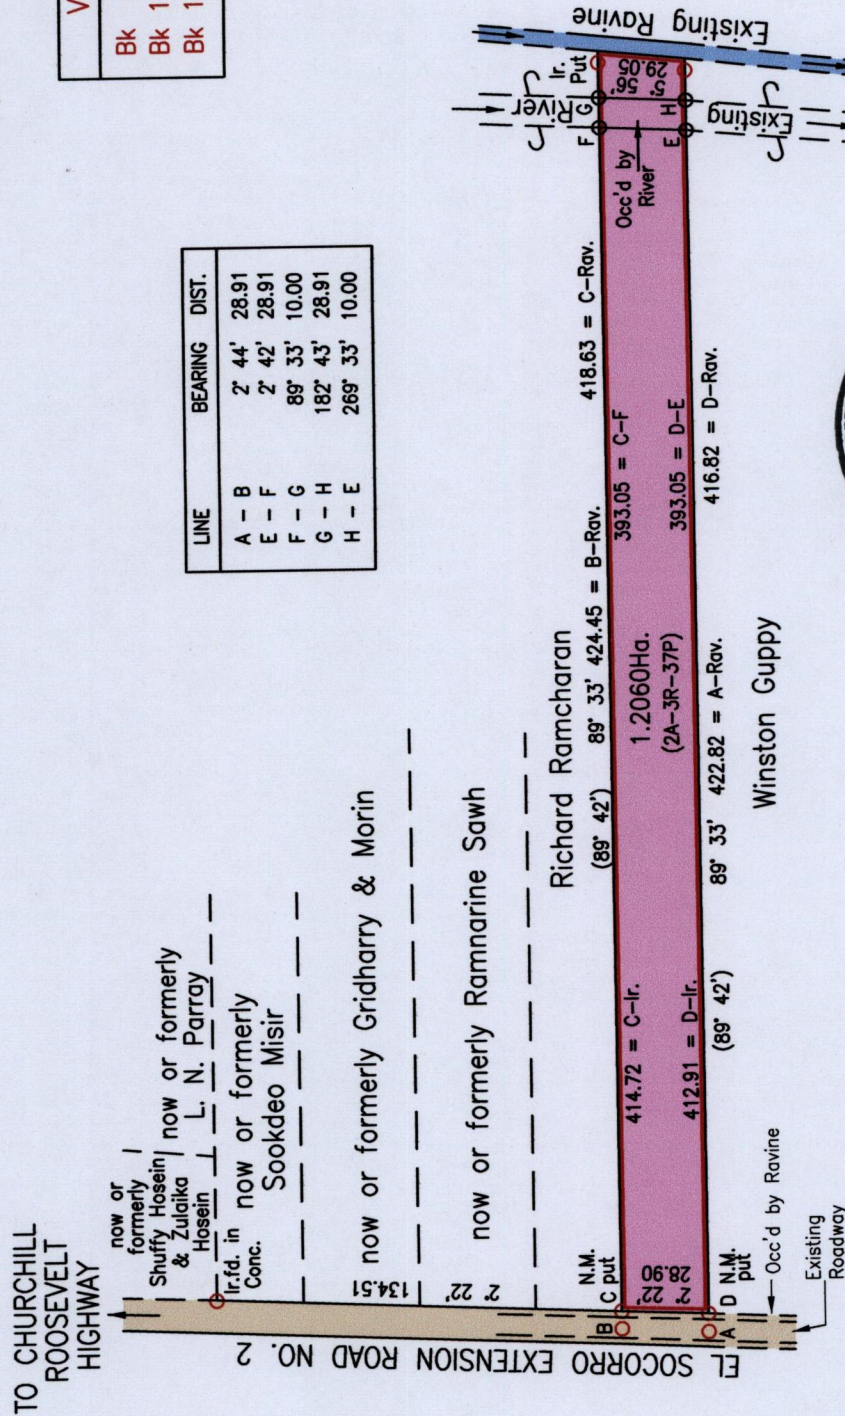 TO CHURCHILL
ROOSEVELT
HIGHWAY
V
Bk
Bk 1
Bk 1
LINE BEARING DIST.
A - B 2° 44' 28.91
E - F 2° 42' 28.91
F - G 89° 33' 10.00
G - H 182° 43' 28.91
H - E 269° 33' 10.00
now or
formerly
Shuffy Hosein
& Zulaika
Hosein
now or formerly
L. N. Parray
Ir.fd. in
Conc.
now or formerly
Sookdeo Misir
134.51
now or formerly Gridharry & Morin
2° 22'
now or formerly Ramnarine Sawh
EL SOCORRO EXTENSION ROAD NO. 2
Richard Ramcharan
(89° 42') 89° 33' 424.45 = B-Rav. 418.63 = C-Rav.
N.M.
put
B C
414.72 = C-Ir. 393.05 = C-F
2° 22'
28.90
1.2060Ha.
(2A-3R-37P)
412.91 = D-Ir. 393.05 = D-E
A D
N.M.
put
(89° 42') 89° 33' 422.82 = A-Rav. 416.82 = D-Rav.
Winston Guppy
Occ'd by Ravine
Existing
Roadway
Existing Ravine
River
Existing
F G
Ir.
Put
5° 56'
29.05
Occ'd by
River
E H